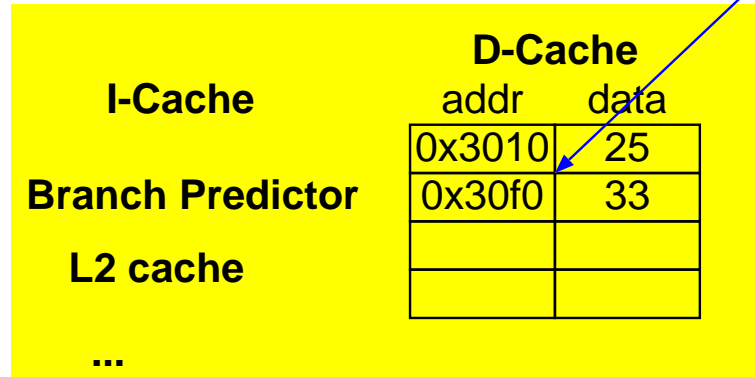 D-Cache
I-Cache addr data
0x3010 25
Branch Predictor 0x30f0 33
L2 cache
...